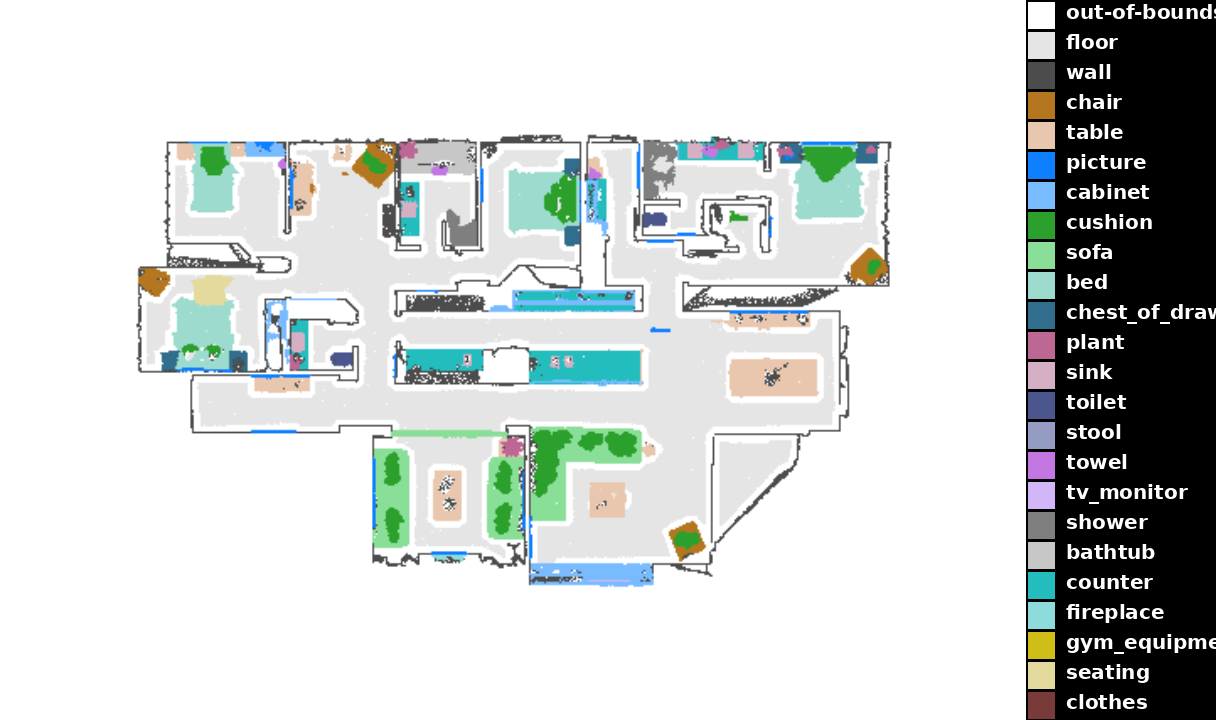 out-of-bounds
floor
wall
chair
table
picture
cabinet
cushion
sofa
bed
chest_of_draw
plant
sink
toilet
stool
towel
tv_monitor
shower
bathtub
counter
fireplace
gym_equipme
seating
clothes